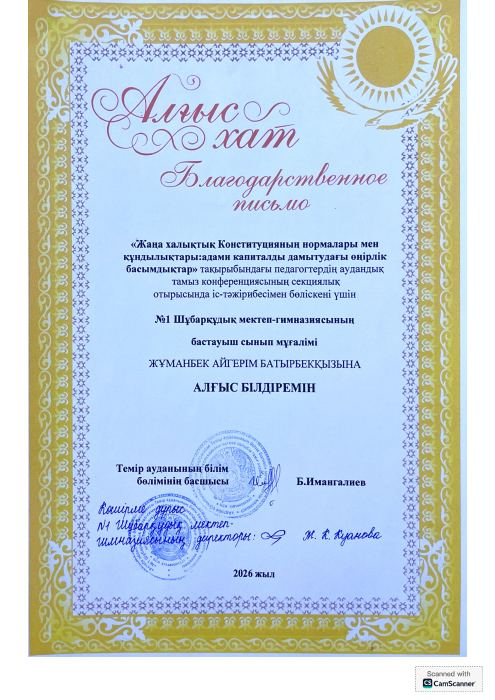 Алғыс
хат
Благодарственное
письмо
«Жаңа халықтық Конституцияның нормалары мен
құндылықтары:адами капиталды дамытудағы өңірлік
басымдықтар» тақырыбындағы педагогтердің аудандық
тамыз конференциясының секциялық
отырысында іс-тәжірибесімен бөліскені үшін
№1 Шұбарқұдық мектеп-гимназиясының
бастауыш сынып мұғалімі
ЖҰМАНБЕК АЙГЕРІМ БАТЫРБЕКҚЫЗЫНА
АЛҒЫС БІЛДІРЕМІН
Темір ауданының білім
бөлімінің басшысы
Б.Имангалиев
Көшірме дұрыс
№1 Шұбарқұдық мектеп-
гимназиясының директоры: Ж. К. Куанова
2026 жыл
Scanned with
CS CamScanner